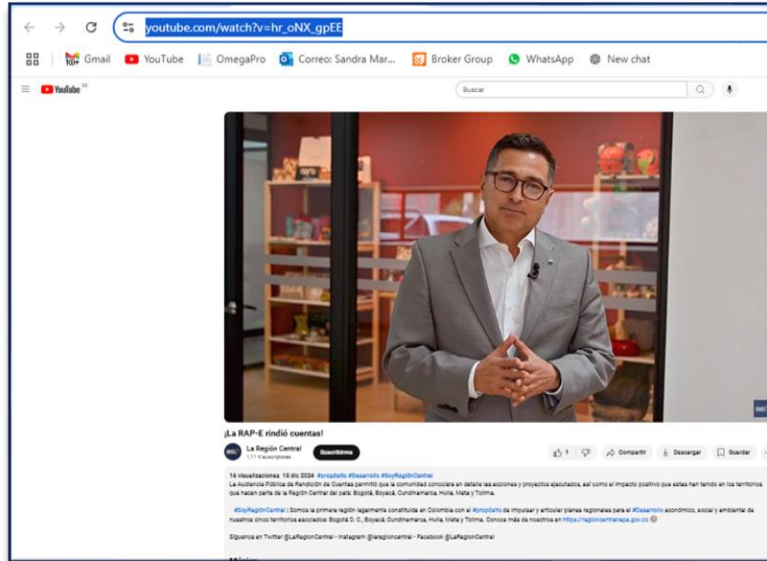 youtube.com/watch?v=hr_oNX_gpEE
Gmail
YouTube
OmegaPro
Correo: Sandra Mar...
Broker Group
WhatsApp
New chat
YouTube
Buscar
¡La RAP-E rindió cuentas!
La Región Central
Suscribirme
1
Compartir
Descargar
Guardar
16 visualizaciones 18 dic 2024 #propósito #Desarrollo #SoyRegiónCentral
La Audiencia Pública de Rendición de Cuentas permitió que la comunidad conociera en detalle las acciones y proyectos ejecutados, así como el impacto positivo que estas han tenido en los territorios
que hacen parte de la Región Central del país: Bogotá, Boyacá, Cundinamarca, Huila, Meta y Tolima.
#SoyRegiónCentral | Somos la primera región legalmente constituida en Colombia con el #propósito de impulsar y articular planes regionales para el #Desarrollo económico, social y ambiental de
nuestros cinco territorios asociados: Bogotá D. C., Boyacá, Cundinamarca, Huila, Meta y Tolima. Conoce más de nosotros en https://regioncentralrape.gov.co
Síguenos en Twitter @LaRegionCentral - Instagram @laregioncentral - Facebook @LaRegionCentral